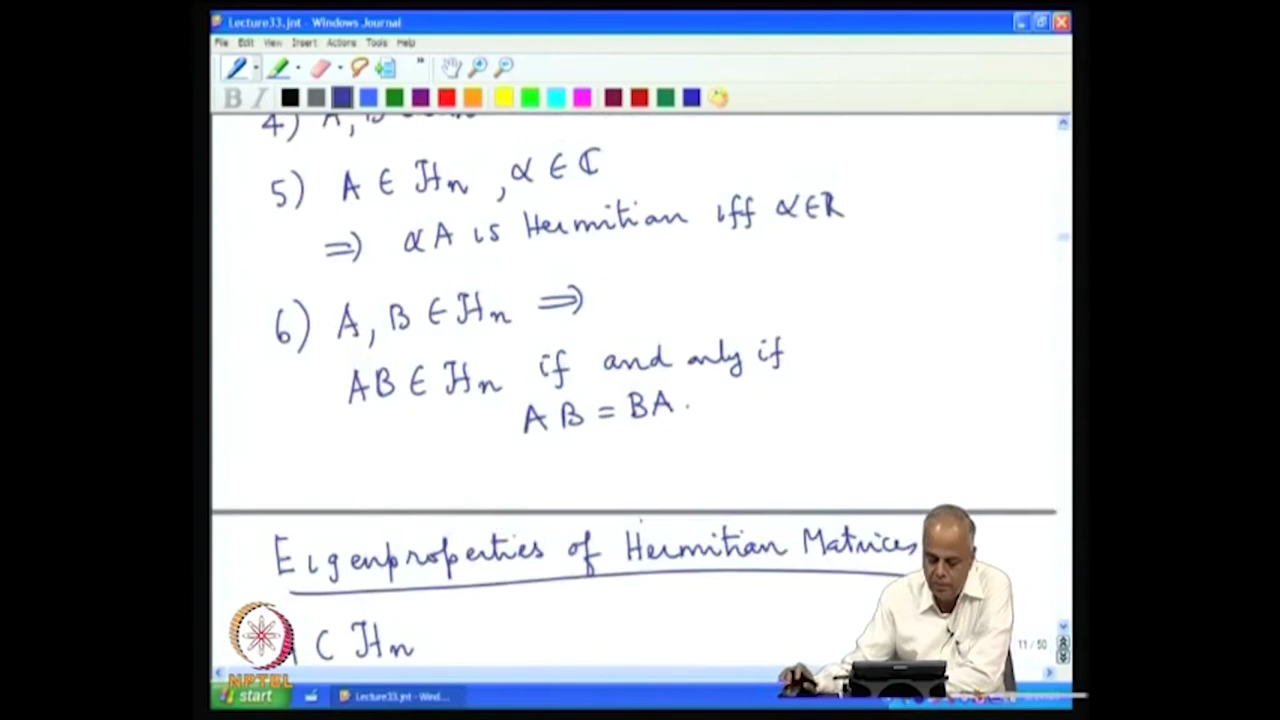 Lecture33.jnt - Windows Journal
File Edit View Insert Actions Tools Help
B I
4) A, B
5) A ∈ Hn , α ∈ ℂ
⇒ αA is Hermitian iff α∈R
6) A, B ∈ Hn ⇒
AB ∈ Hn if and only if
AB = BA.
Eigenproperties of Hermitian Matrices
Hn
11 / 50
NPTEL
start
Lecture33.jnt - Wind...